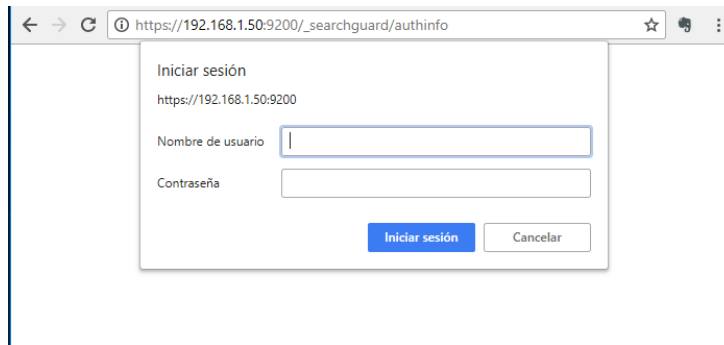 https://192.168.1.50:9200/_searchguard/authinfo
Iniciar sesión
https://192.168.1.50:9200
Nombre de usuario
Contraseña
Iniciar sesión Cancelar